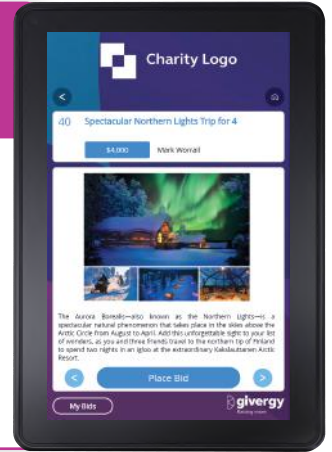 Charity Logo
40 Spectacular Northern Lights Trip for 4
$4,000 Mark Worrall
The Aurora Borealis—also known as the Northern Lights—is a
spectacular natural phenomenon that takes place in the skies above the
Arctic Circle from August to April. Add this unforgettable sight to your list
of wonders, as you and three friends travel to the northern tip of Finland
to spend two nights in an igloo at the extraordinary Kakslauttanen Arctic
Resort.
< Place Bid >
My Bids
givergy